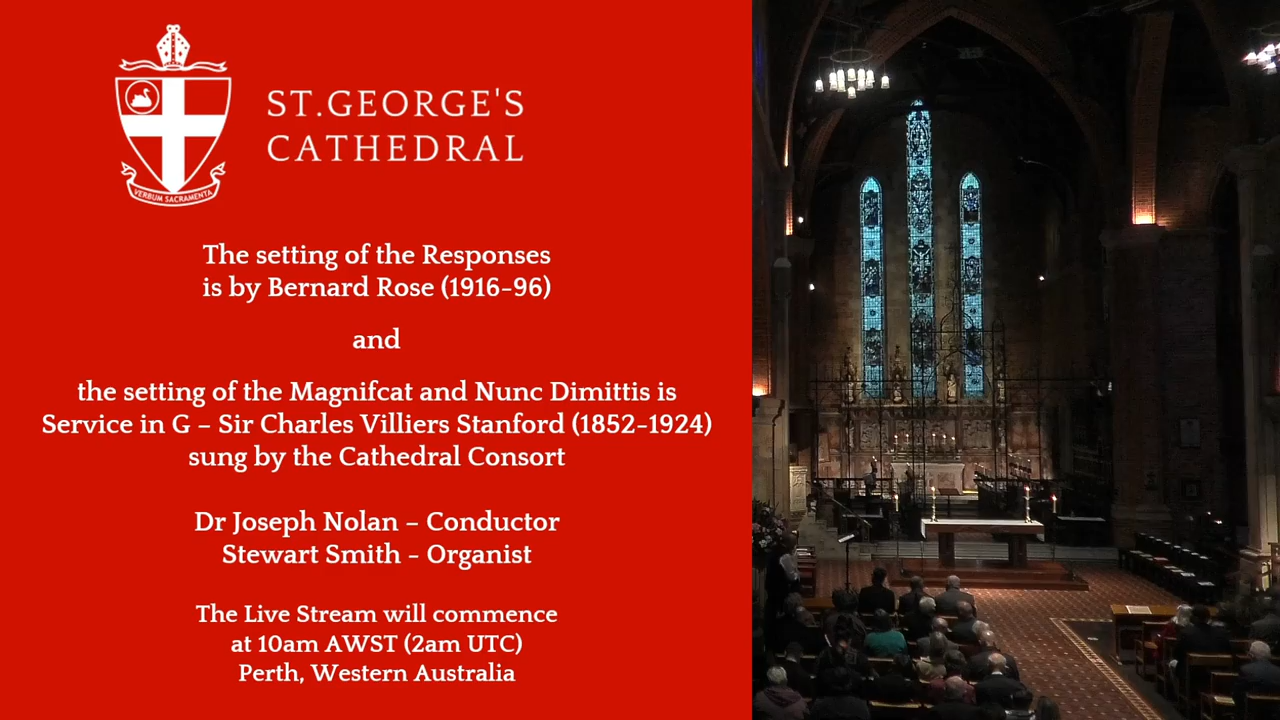 VERBUM SACRAMENTA
ST.GEORGE'S
CATHEDRAL
The setting of the Responses
is by Bernard Rose (1916-96)
and
the setting of the Magnifcat and Nunc Dimittis is
Service in G – Sir Charles Villiers Stanford (1852-1924)
sung by the Cathedral Consort
Dr Joseph Nolan – Conductor
Stewart Smith - Organist
The Live Stream will commence
at 10am AWST (2am UTC)
Perth, Western Australia